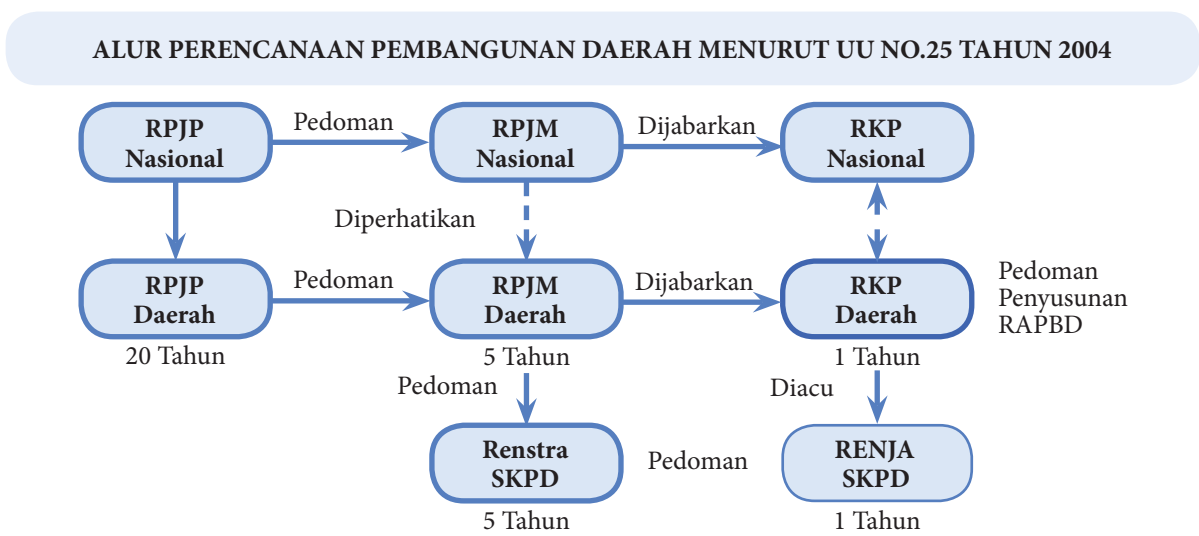 ALUR PERENCANAAN PEMBANGUNAN DAERAH MENURUT UU NO.25 TAHUN 2004
RPJP
Nasional
Pedoman
RPJM
Nasional
Dijabarkan
RKP
Nasional
Diperhatikan
RPJP
Daerah
Pedoman
RPJM
Daerah
Dijabarkan
RKP
Daerah
Pedoman
Penyusunan
RAPBD
20 Tahun
5 Tahun
1 Tahun
Pedoman
Diacu
Renstra
SKPD
Pedoman
RENJA
SKPD
5 Tahun
1 Tahun